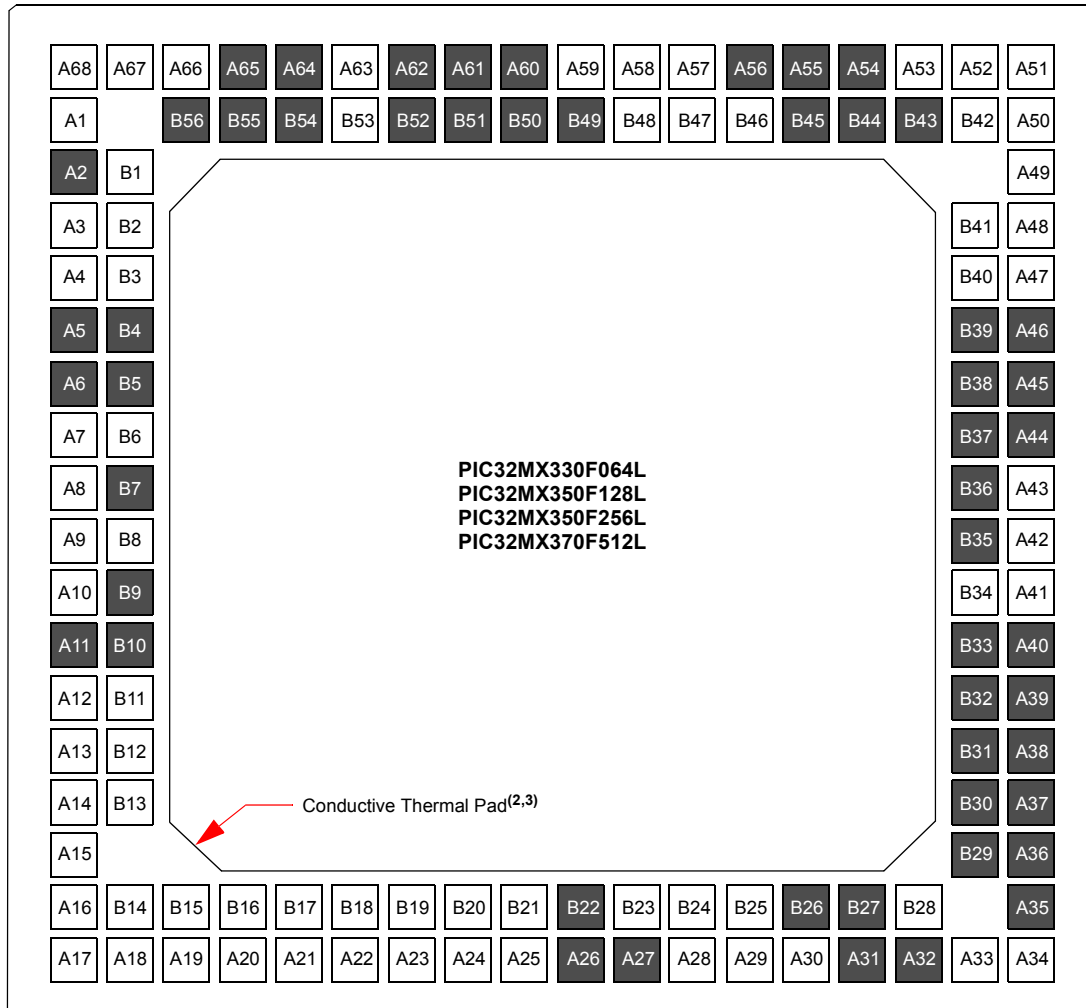 A68 A67 A66 A65 A64 A63 A62 A61 A60 A59 A58 A57 A56 A55 A54 A53 A52 A51
A1 B56 B55 B54 B53 B52 B51 B50 B49 B48 B47 B46 B45 B44 B43 B42 A50
A2 B1 A49
A3 B2 B41 A48
A4 B3 B40 A47
A5 B4 B39 A46
A6 B5 B38 A45
A7 B6 B37 A44
PIC32MX330F064L
A8 B7 B36 A43
PIC32MX350F128L
PIC32MX350F256L
PIC32MX370F512L
A9 B8 B35 A42
A10 B9 B34 A41
A11 B10 B33 A40
A12 B11 B32 A39
A13 B12 B31 A38
A14 B13 Conductive Thermal Pad(2,3) B30 A37
A15 B29 A36
A16 B14 B15 B16 B17 B18 B19 B20 B21 B22 B23 B24 B25 B26 B27 B28 A35
A17 A18 A19 A20 A21 A22 A23 A24 A25 A26 A27 A28 A29 A30 A31 A32 A33 A34